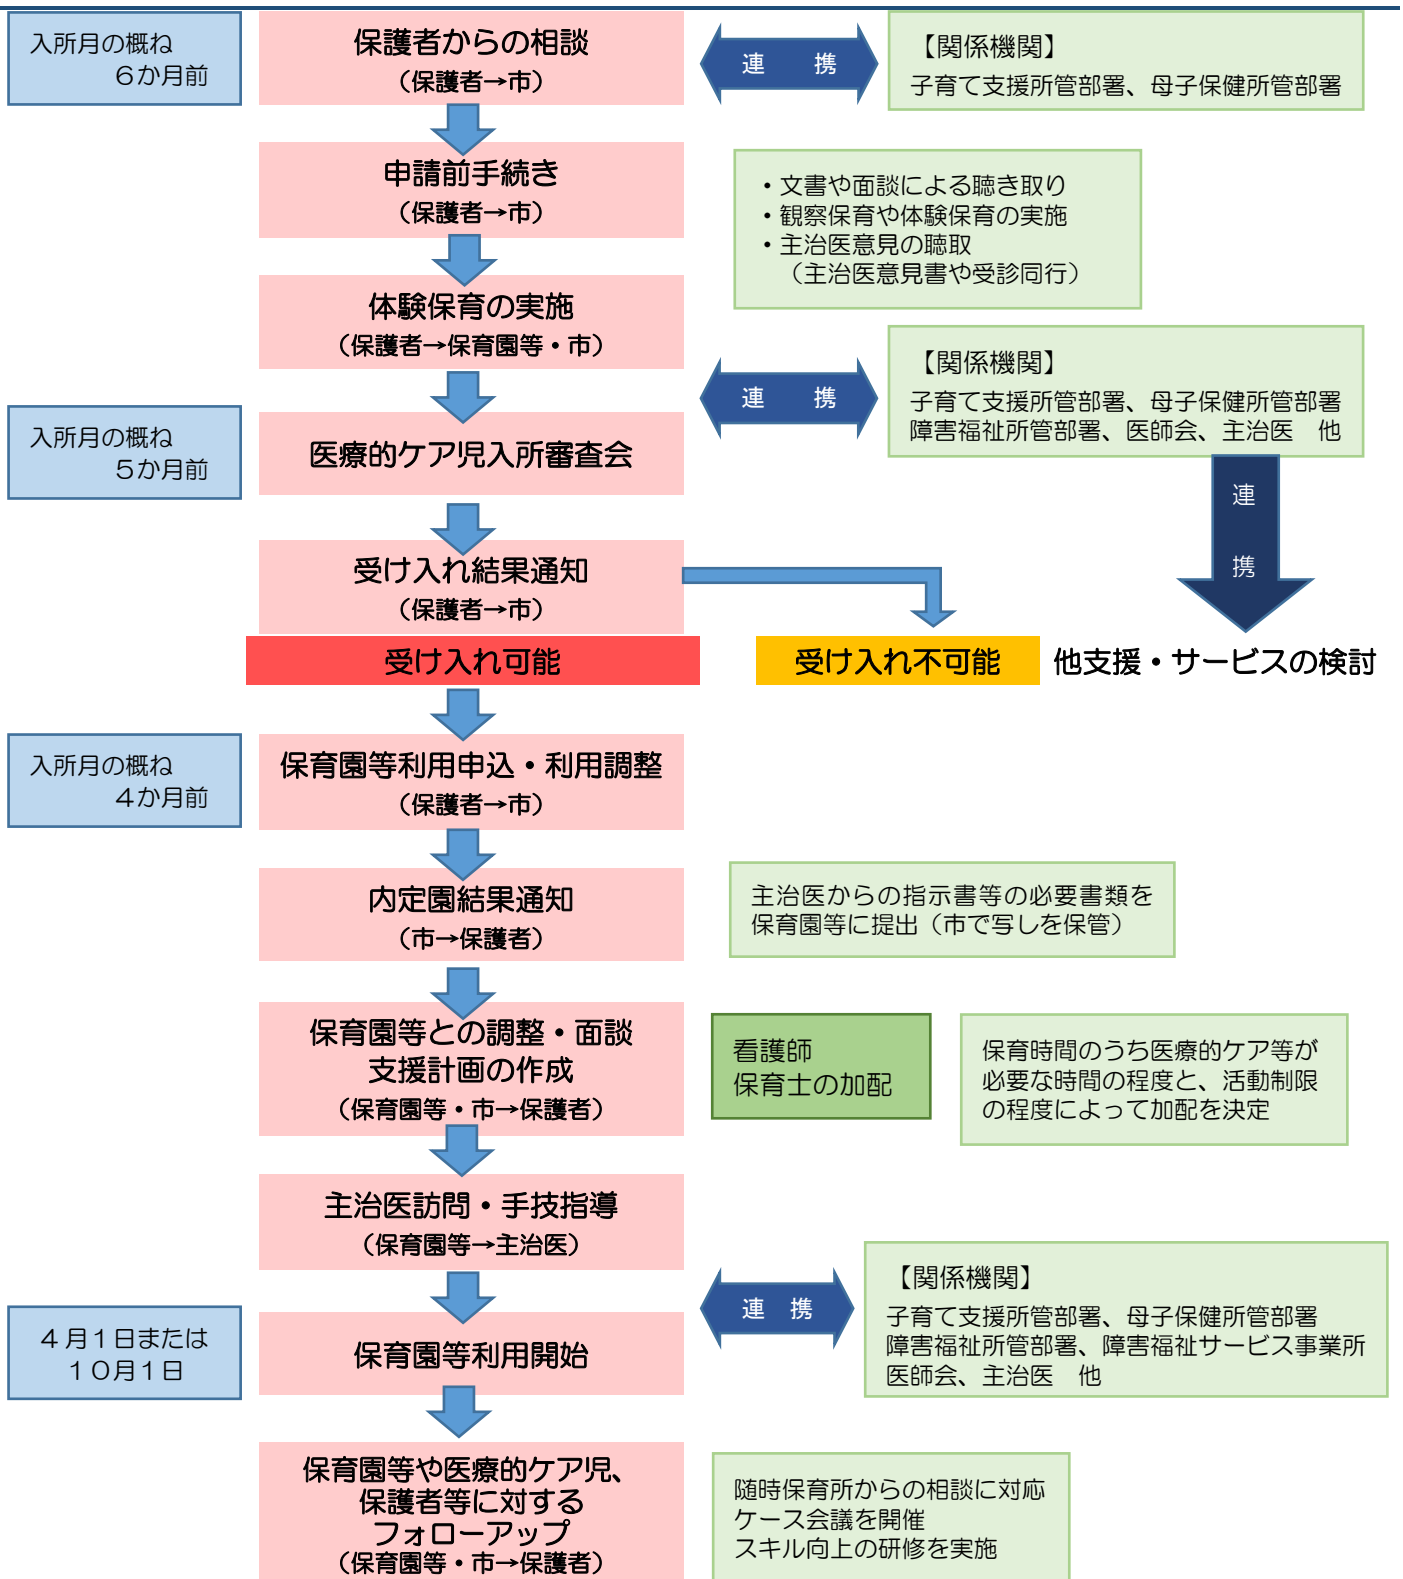 入所月の概ね
６か月前
保護者からの相談
（保護者→市）
連　携
【関係機関】
子育て支援所管部署、母子保健所管部署
申請前手続き
（保護者→市）
・文書や面談による聴き取り
・観察保育や体験保育の実施
・主治医意見の聴取
（主治医意見書や受診同行）
体験保育の実施
（保護者→保育園等・市）
連　携
【関係機関】
子育て支援所管部署、母子保健所管部署
障害福祉所管部署、医師会、主治医　他
入所月の概ね
５か月前
医療的ケア児入所審査会
連
携
受け入れ結果通知
（保護者→市）
受け入れ可能
受け入れ不可能
他支援・サービスの検討
入所月の概ね
４か月前
保育園等利用申込・利用調整
（保護者→市）
内定園結果通知
（市→保護者）
主治医からの指示書等の必要書類を
保育園等に提出（市で写しを保管）
保育園等との調整・面談
支援計画の作成
（保育園等・市→保護者）
看護師
保育士の加配
保育時間のうち医療的ケア等が
必要な時間の程度と、活動制限
の程度によって加配を決定
主治医訪問・手技指導
（保育園等→主治医）
連　携
【関係機関】
子育て支援所管部署、母子保健所管部署
障害福祉所管部署、障害福祉サービス事業所
医師会、主治医　他
４月１日または
１０月１日
保育園等利用開始
保育園等や医療的ケア児、
保護者等に対する
フォローアップ
（保育園等・市→保護者）
随時保育所からの相談に対応
ケース会議を開催
スキル向上の研修を実施